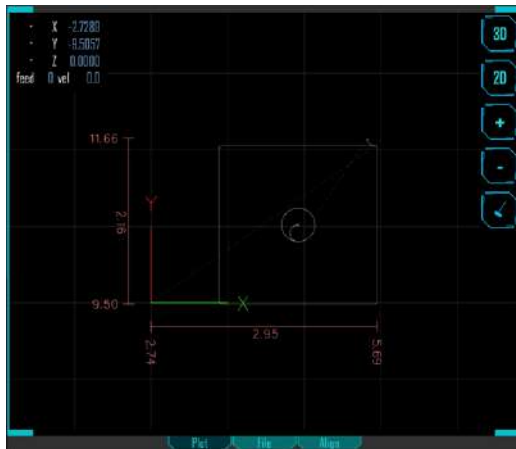 - X -2.7280
- Y -9.5057
- Z 0.0000
feed 0 vel 0.0
3D
2D
+
-
11.66
2.16
9.50
Y
X
2.95
2.74
5.69
Plot
File
Align